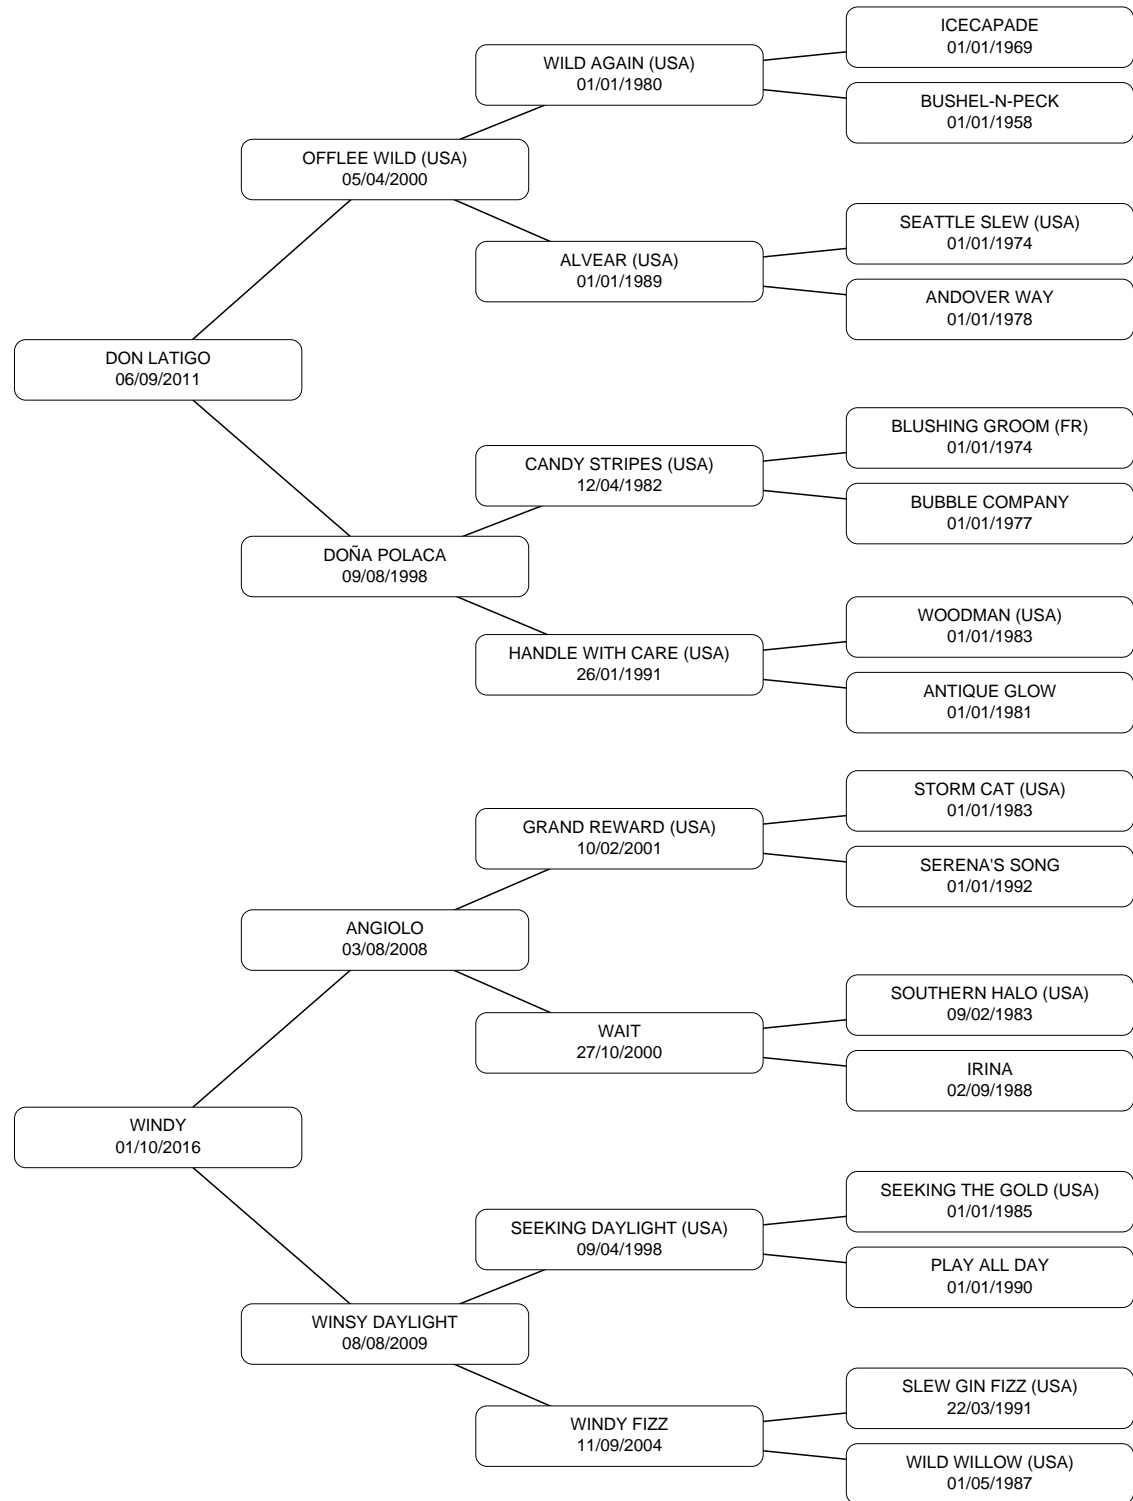 ICECAPADE
01/01/1969
WILD AGAIN (USA)
01/01/1980
BUSHEL-N-PECK
01/01/1958
OFFLEE WILD (USA)
05/04/2000
SEATTLE SLEW (USA)
01/01/1974
ALVEAR (USA)
01/01/1989
ANDOVER WAY
01/01/1978
DON LATIGO
06/09/2011
BLUSHING GROOM (FR)
01/01/1974
CANDY STRIPES (USA)
12/04/1982
BUBBLE COMPANY
01/01/1977
DOÑA POLACA
09/08/1998
WOODMAN (USA)
01/01/1983
HANDLE WITH CARE (USA)
26/01/1991
ANTIQUE GLOW
01/01/1981
STORM CAT (USA)
01/01/1983
GRAND REWARD (USA)
10/02/2001
SERENA'S SONG
01/01/1992
ANGIOLO
03/08/2008
SOUTHERN HALO (USA)
09/02/1983
WAIT
27/10/2000
IRINA
02/09/1988
WINDY
01/10/2016
SEEKING THE GOLD (USA)
01/01/1985
SEEKING DAYLIGHT (USA)
09/04/1998
PLAY ALL DAY
01/01/1990
WINSY DAYLIGHT
08/08/2009
SLEW GIN FIZZ (USA)
22/03/1991
WINDY FIZZ
11/09/2004
WILD WILLOW (USA)
01/05/1987